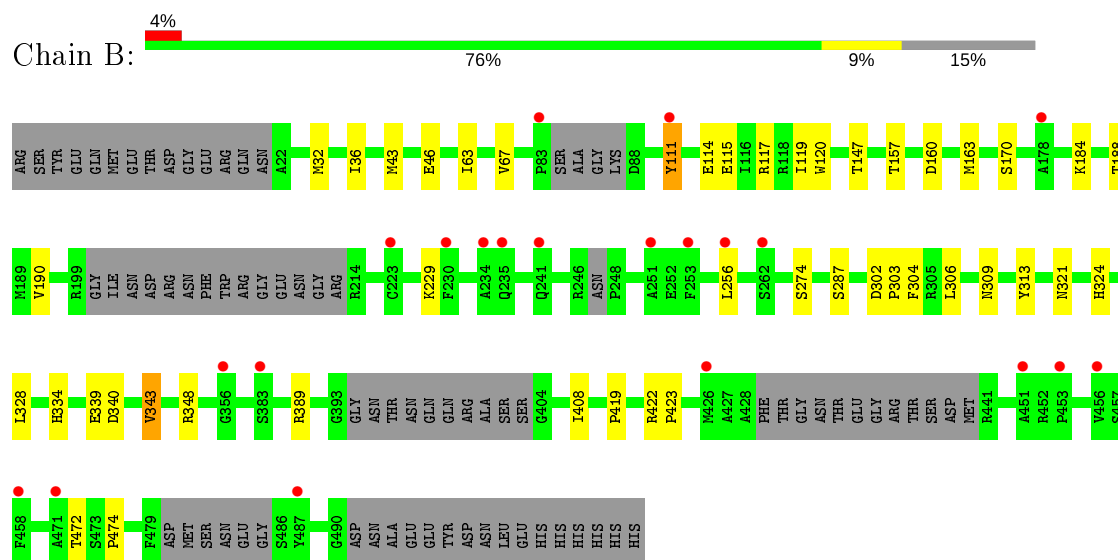 4%
Chain B:
76% 9% 15%
ARG SER TYR GLU GLN MET GLU THR ASP GLY GLU ARG GLN ASN A22 M32 I36 M43 E46 I63 V67 P83 SER ALA GLY LYS D88 Y111 E114 E115 I116 R117 R118 I119 W120 T147 T157 D160 M163 S170 A178 K184 T188
M189 V190 R199 GLY ILE ASN ASP ARG ASN PHE TRP ARG GLY GLU ASN GLY ARG R214 C223 K229 F230 A234 Q235 Q241 R246 ASN P248 A251 E252 F253 L256 S262 S274 S287 D302 P303 F304 R305 L306 N309 Y313 N321 H324
L328 H334 E339 D340 V343 R348 G356 S383 R389 G393 GLY ASN THR ASN GLN GLN ARG ALA SER SER G404 I408 P419 R422 P423 M426 A427 A428 PHE THR GLY ASN THR GLU GLY ARG THR SER ASP MET R441 A451 R452 P453 V456 S457
F458 A471 T472 S473 P474 F479 ASP MET SER ASN GLU GLY S486 Y487 G490 ASP ASN ALA GLU GLU TYR ASP ASN LEU GLU HIS HIS HIS HIS HIS HIS